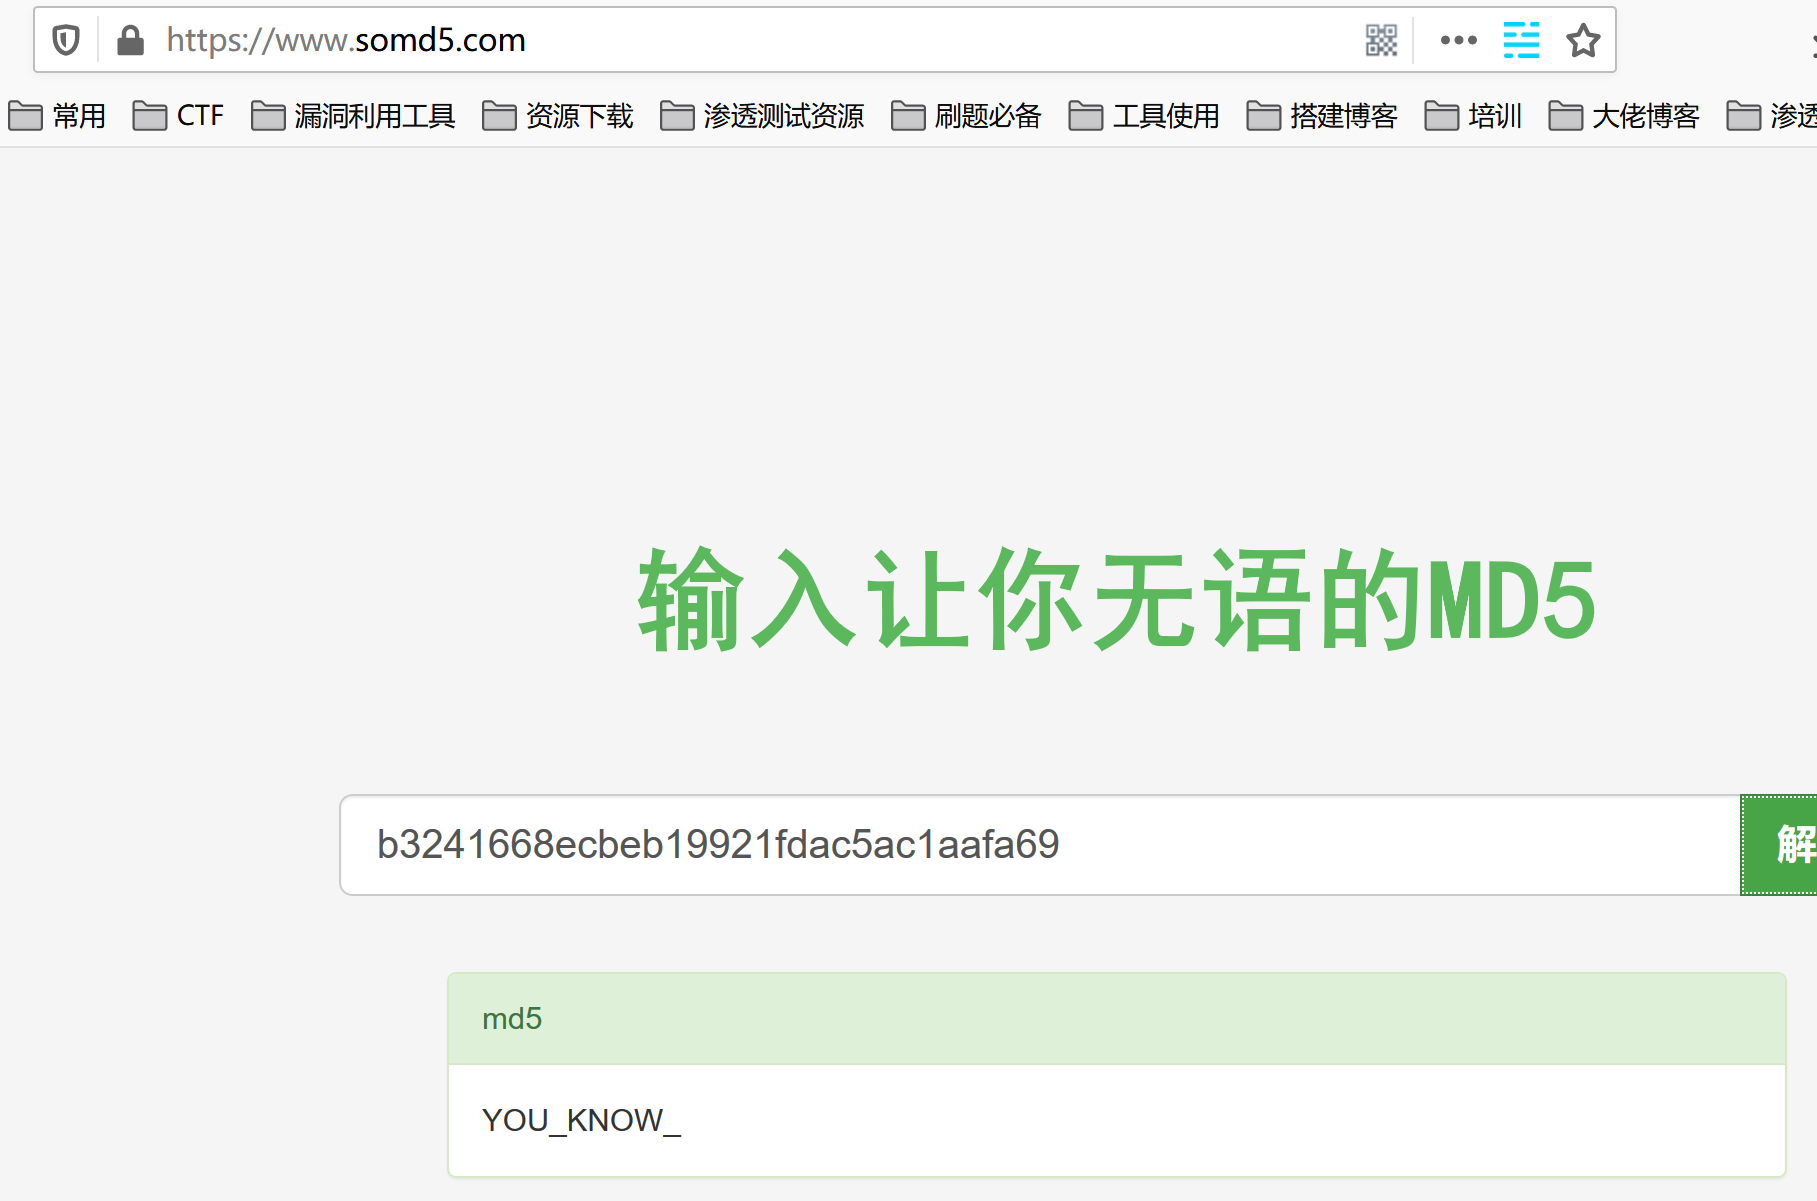 https://www.somd5.com
常用 CTF 漏洞利用工具 资源下载 渗透测试资源 刷题必备 工具使用 搭建博客 培训 大佬博客 渗透
输入让你无语的MD5
b3241668ecbeb19921fdac5ac1aafa69
解
md5
YOU_KNOW_